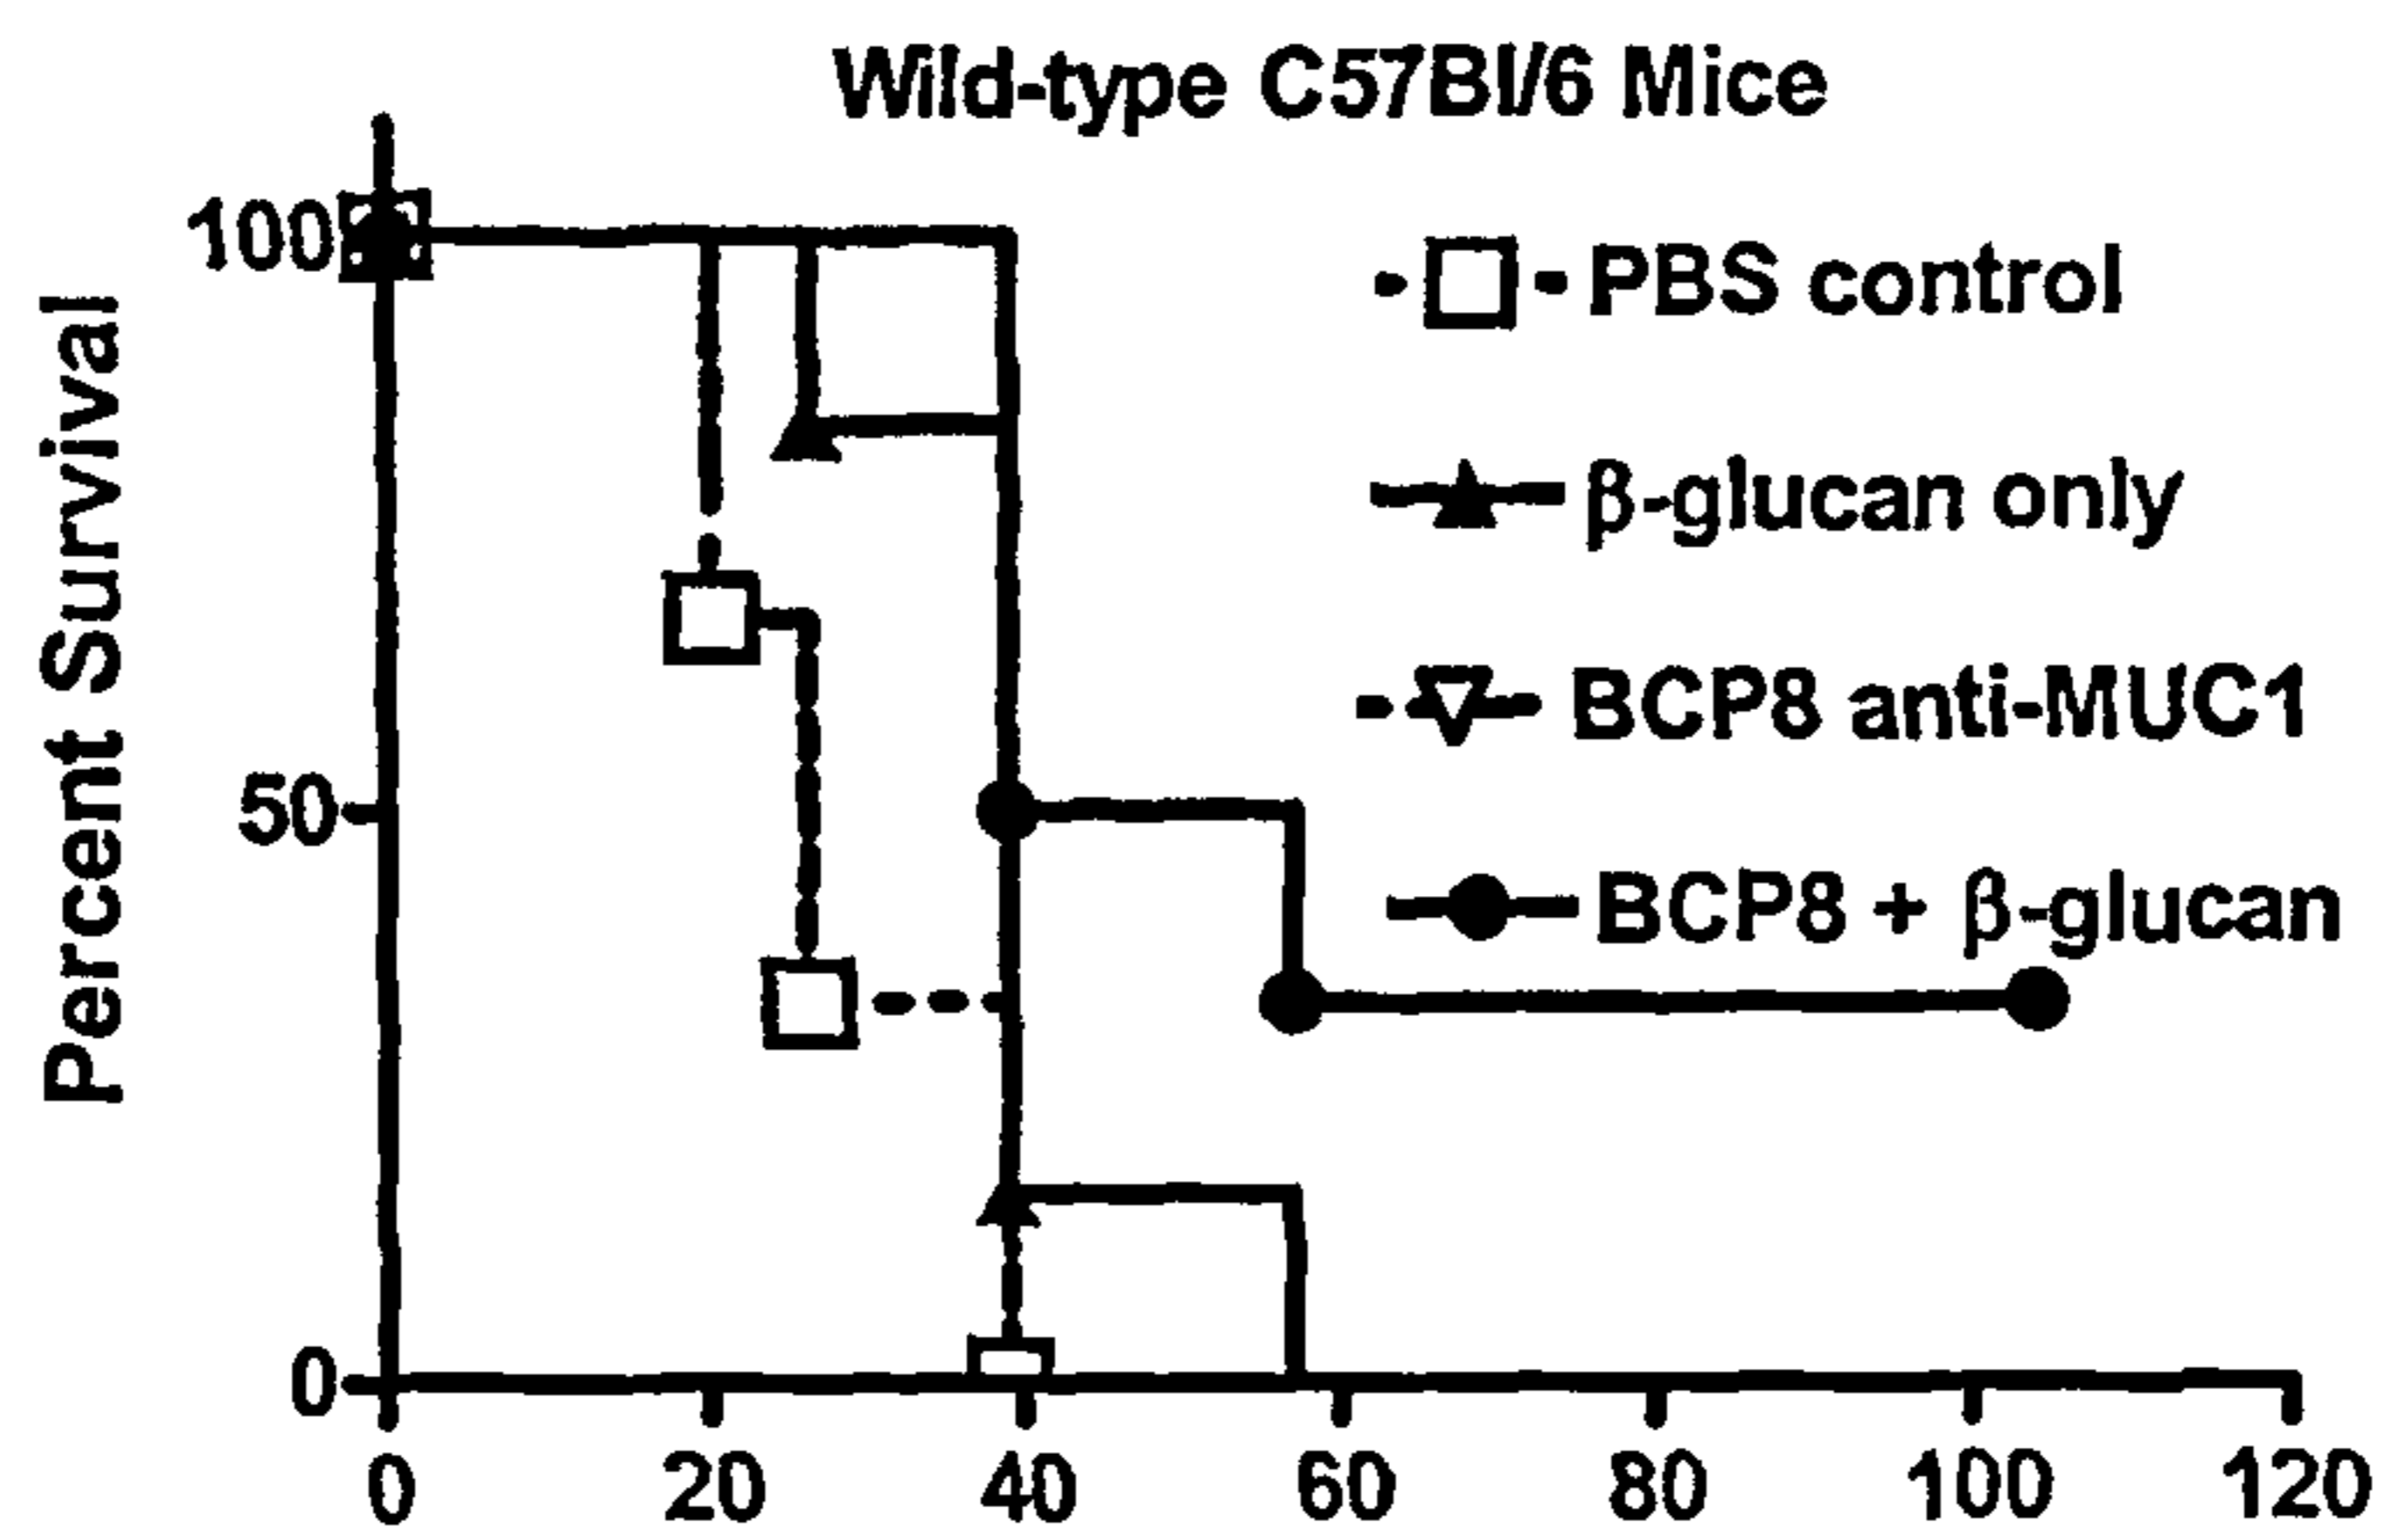 Wild-type C57Bl/6 Mice
Percent Survival
100
50
0
PBS control
β-glucan only
BCP8 anti-MUC1
BCP8 + β-glucan
0 20 40 60 80 100 120